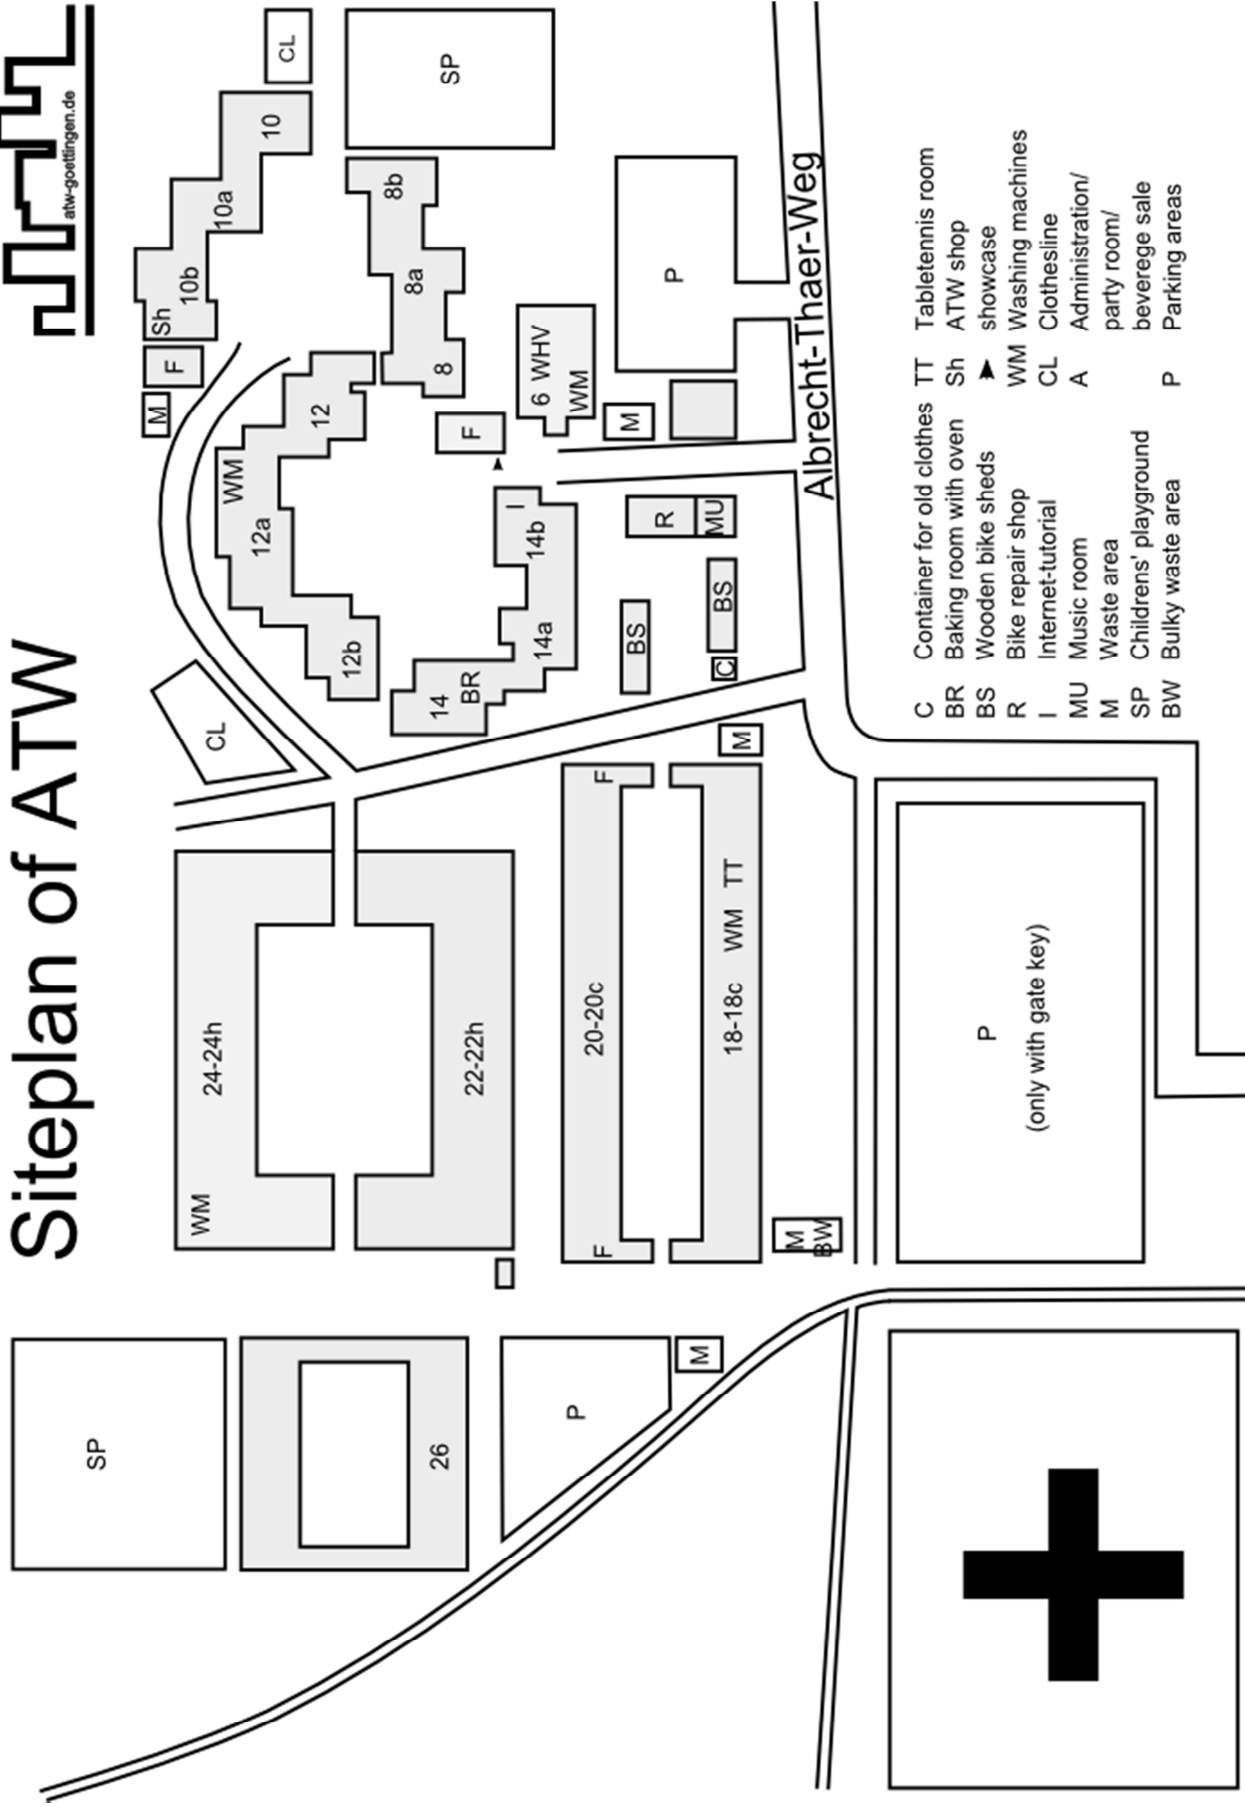 Siteplan of ATW
atw-goettingen.de
SP
26
P
M
WM
24-24h
22-22h
F
20-20c
F
18-18c WM TT
M
BW
M
CL
12b
12a
WM
12
14
BR
14a
14b
I
BS
BS
C
R
MU
M
F
Sh
10b
10a
10
CL
8
8a
8b
SP
F
6 WHV
WM
M
P
Albrecht-Thaer-Weg
P
(only with gate key)
C Container for old clothes
BR Baking room with oven
BS Wooden bike sheds
R Bike repair shop
I Internet-tutorial
MU Music room
M Waste area
SP Childrens' playground
BW Bulky waste area
TT Tabletennis room
Sh ATW shop
showcase
WM Washing machines
CL Clothesline
A Administration/
party room/
beverege sale
P Parking areas